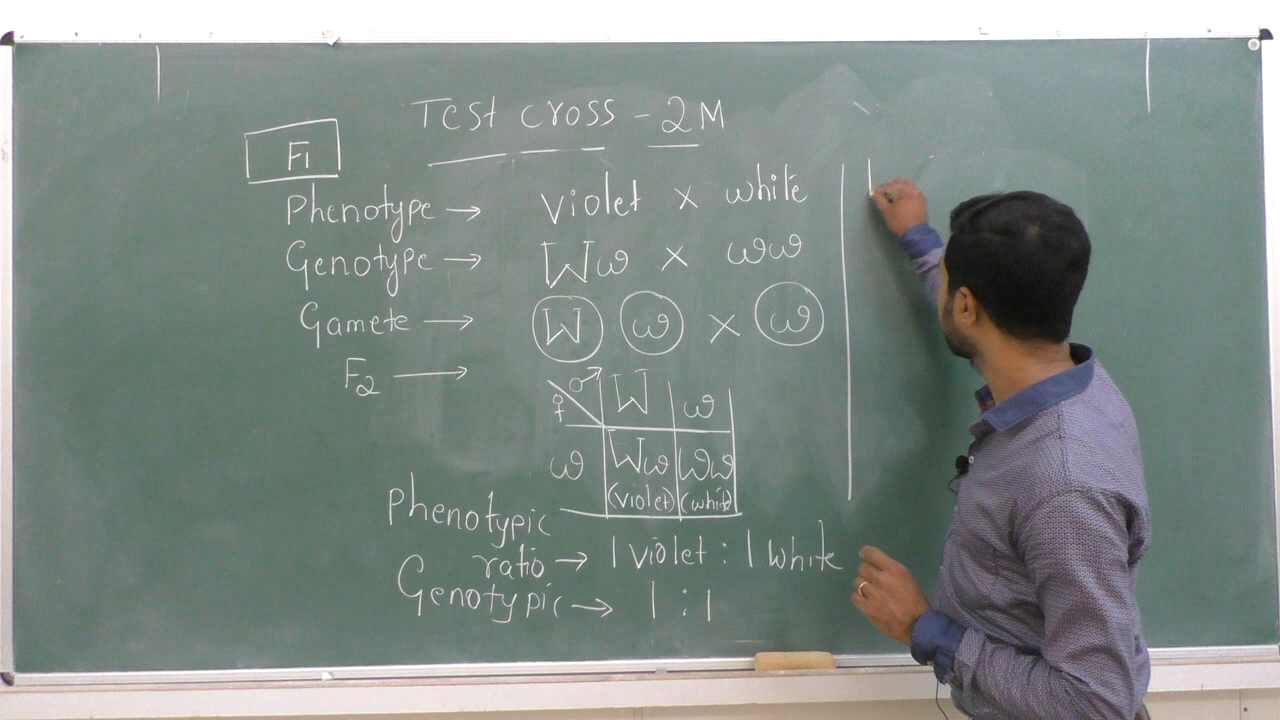 Test cross - 2M
F1
Phenotype → violet × white
Genotype → Ww × ww
Gamete → W w × w
F2 →
♀ ♂ W w
w Ww ww
(violet) (white)
Phenotypic
ratio → 1 violet : 1 white
Genotypic → 1 : 1